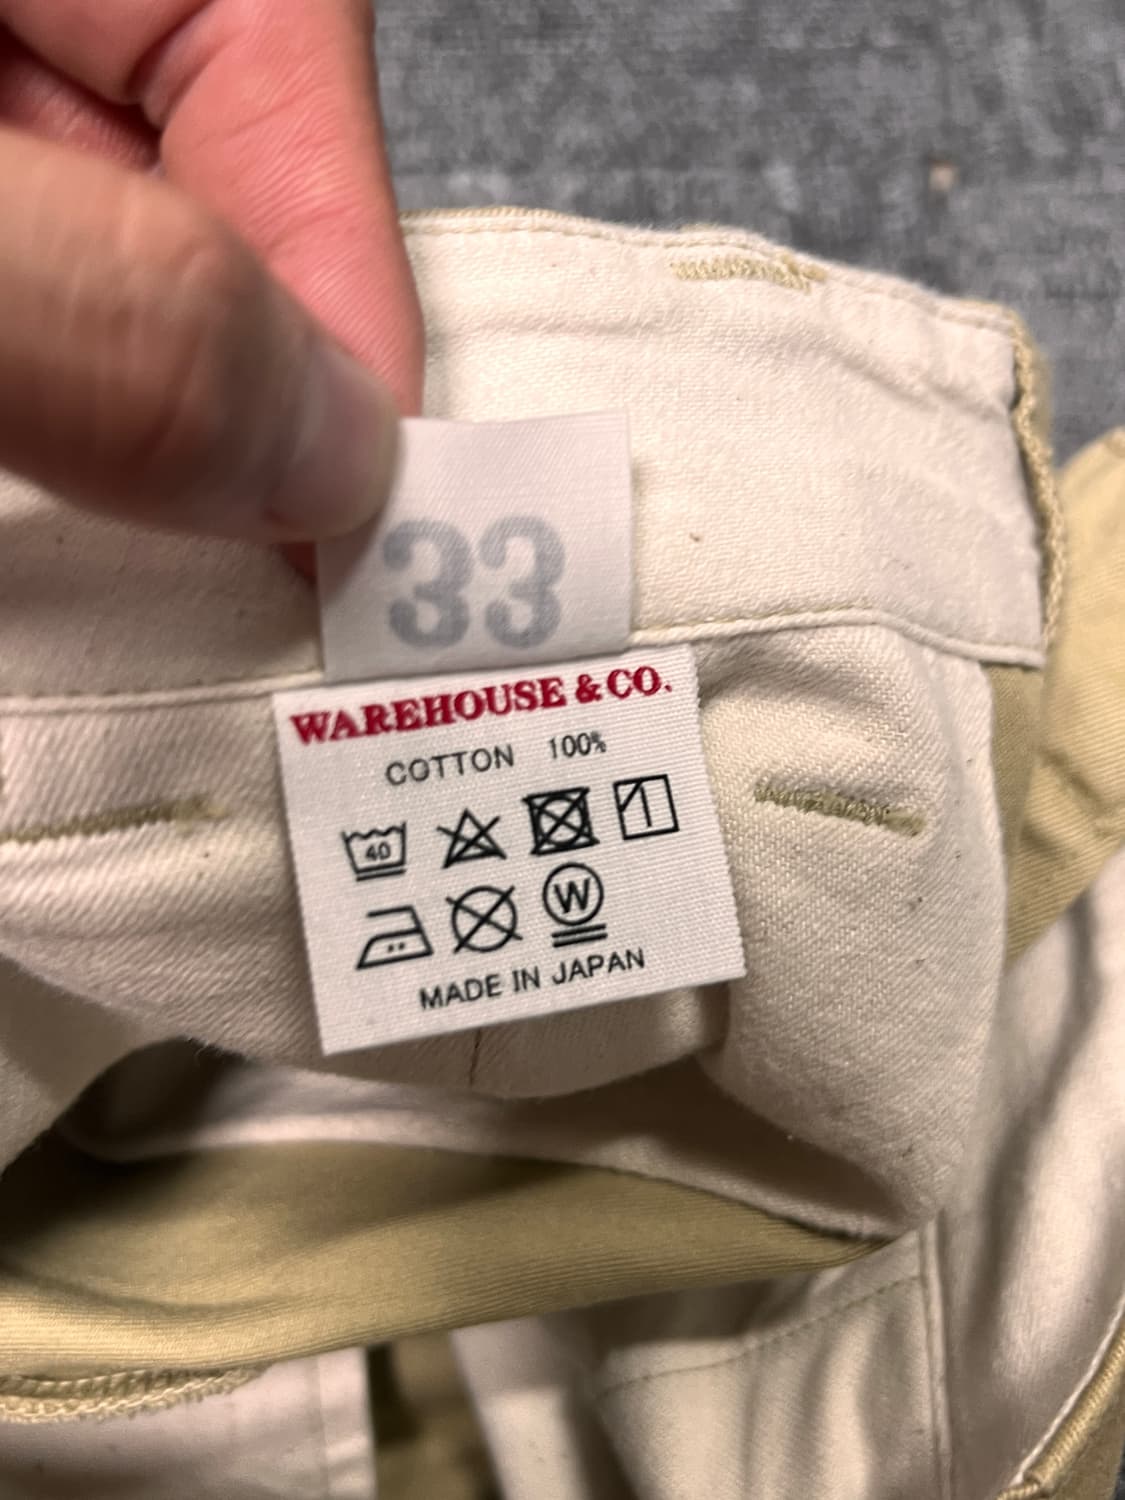 33
WAREHOUSE & CO.
COTTON 100%
40
W
MADE IN JAPAN